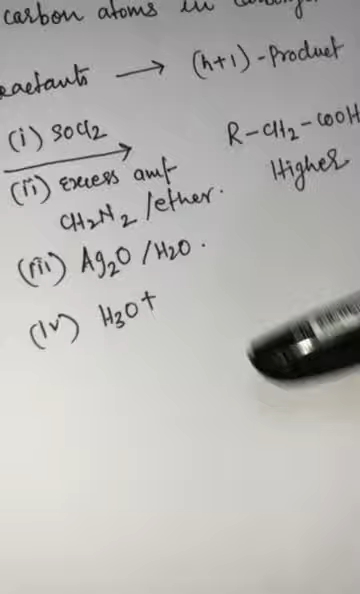 carbon atoms in
eactants → (n+1) - Product
(i) SOCl2
R-CH2-COOH
Higher
(ii) Excess amt
CH2N2 / ether.
(iii) Ag2O / H2O.
(iv) H3O+